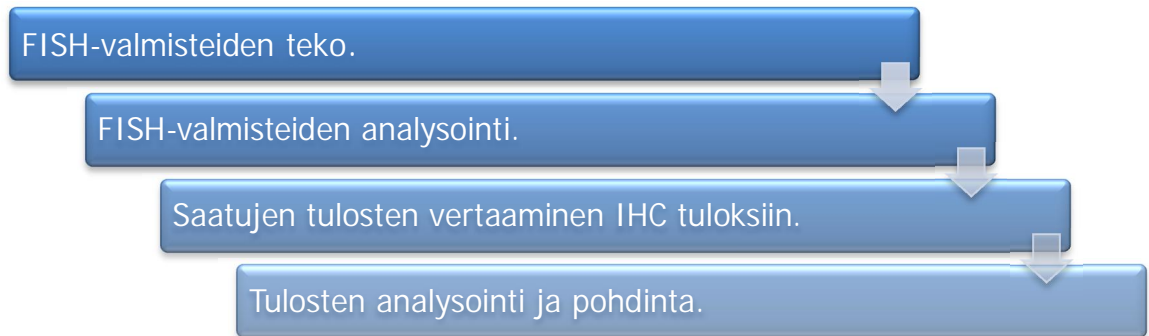 FISH-valmisteiden teko.
FISH-valmisteiden analysointi.
Saatujen tulosten vertaaminen IHC tuloksiin.
Tulosten analysointi ja pohdinta.